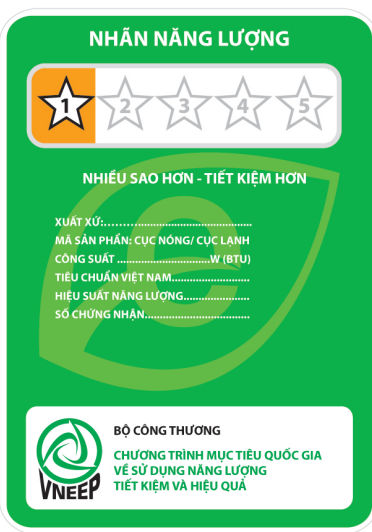 NHÃN NĂNG LƯỢNG
1 2 3 4 5
NHIỀU SAO HƠN - TIẾT KIỆM HƠN
XUẤT XỨ:..................................................
MÃ SẢN PHẨN: CỤC NÓNG/ CỤC LẠNH
CÔNG SUẤT ..............................W (BTU)
TIÊU CHUẨN VIỆT NAM.........................
HIỆU SUẤT NĂNG LƯỢNG.....................
SỐ CHỨNG NHẬN..................................
BỘ CÔNG THƯƠNG
CHƯƠNG TRÌNH MỤC TIÊU QUỐC GIA
VỀ SỬ DỤNG NĂNG LƯỢNG
TIẾT KIỆM VÀ HIỆU QUẢ
VNEEP